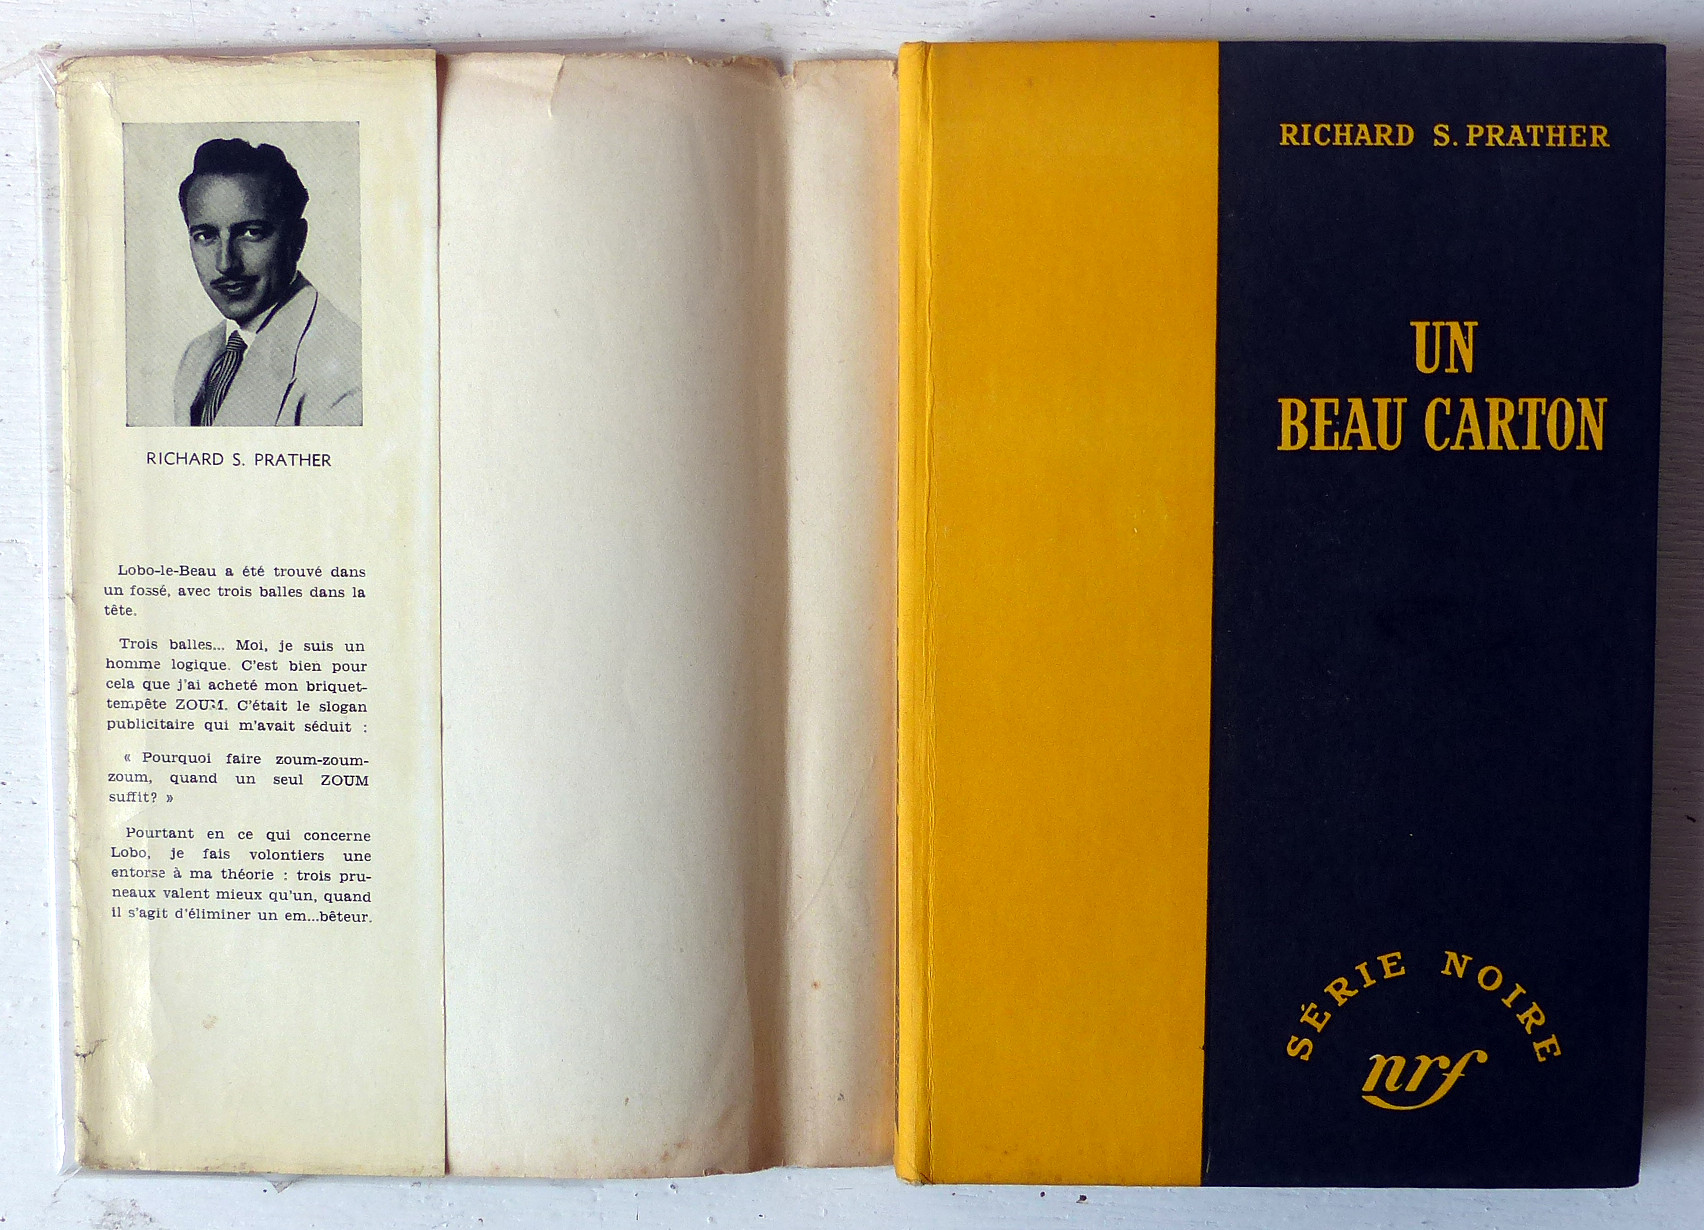 RICHARD S. PRATHER
Lobo-le-Beau a été trouvé dans
un fossé, avec trois balles dans la
tête.
Trois balles... Moi, je suis un
homme logique. C'est bien pour
cela que j'ai acheté mon briquet-
tempête ZOUM. C'était le slogan
publicitaire qui m'avait séduit :
« Pourquoi faire zoum-zoum-
zoum, quand un seul ZOUM
suffit? »
Pourtant en ce qui concerne
Lobo, je fais volontiers une
entorse à ma théorie : trois pru-
neaux valent mieux qu'un, quand
il s'agit d'éliminer un em...bêteur.
RICHARD S. PRATHER
UN
BEAU CARTON
SÉRIE NOIRE
nrf